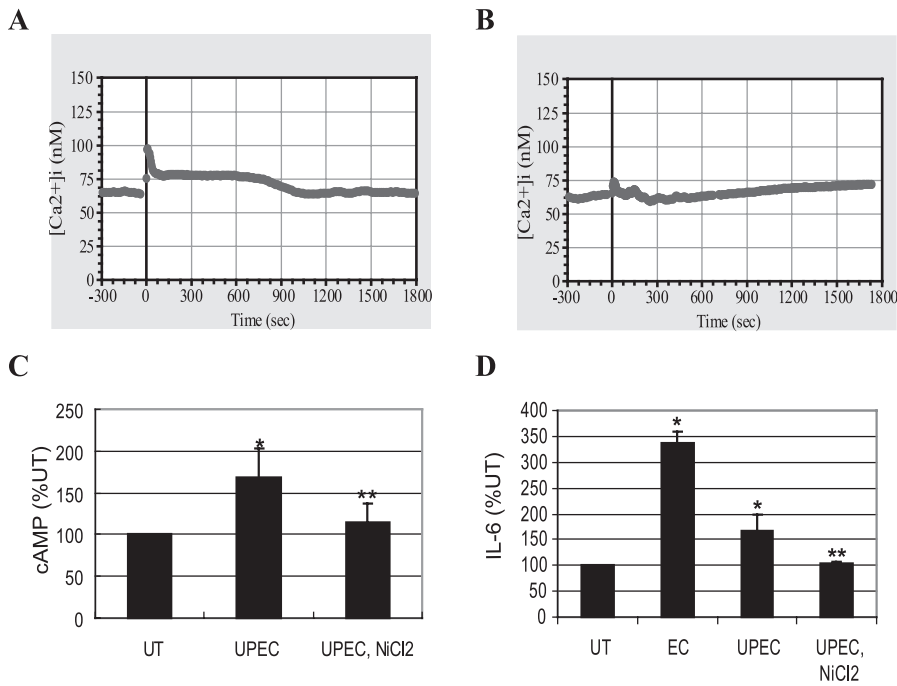 A
B
150
125
100
75
50
25
0
[Ca2+]i (nM)
-300 0 300 600 900 1200 1500 1800
Time (sec)
150
125
100
75
50
25
0
[Ca2+]i (nM)
-300 0 300 600 900 1200 1500 1800
Time (sec)
C
D
250
200
150
100
50
0
cAMP (%UT)
*
**
UT UPEC UPEC, NiCl2
400
350
300
250
200
150
100
50
0
IL-6 (%UT)
*
*
**
UT EC UPEC UPEC,
NiCl2